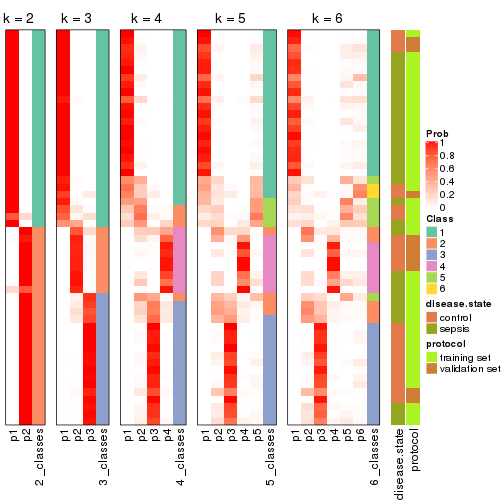 k = 2
k = 3
k = 4
k = 5
k = 6
p1
p2
2_classes
p1
p2
p3
3_classes
p1
p2
p3
p4
4_classes
p1
p2
p3
p4
p5
5_classes
p1
p2
p3
p4
p5
p6
6_classes
disease.state
protocol
Prob
1
0.8
0.6
0.4
0.2
0
Class
1
2
3
4
5
6
disease.state
control
sepsis
protocol
training set
validation set